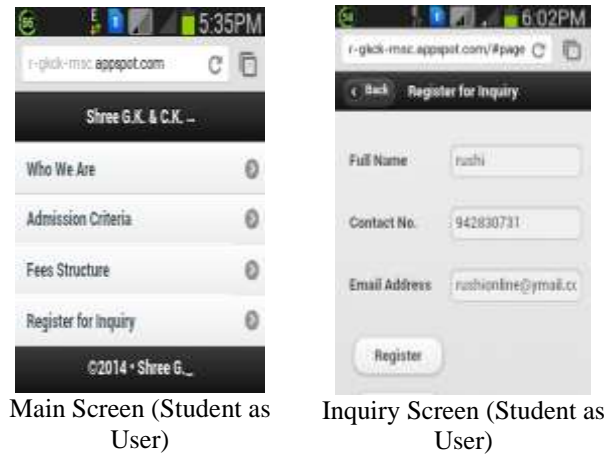 5:35PM
r-gkck-msc.appspot.com
Shree G.K. & C.K. ...
Who We Are
Admission Criteria
Fees Structure
Register for Inquiry
©2014 • Shree G...
Main Screen (Student as
User)
6:02PM
r-gkck-msc.appspot.com/#page
Back Register for Inquiry
Full Name rushi
Contact No. 942830731
Email Address rushionline@ymail.cc
Register
Inquiry Screen (Student as
User)